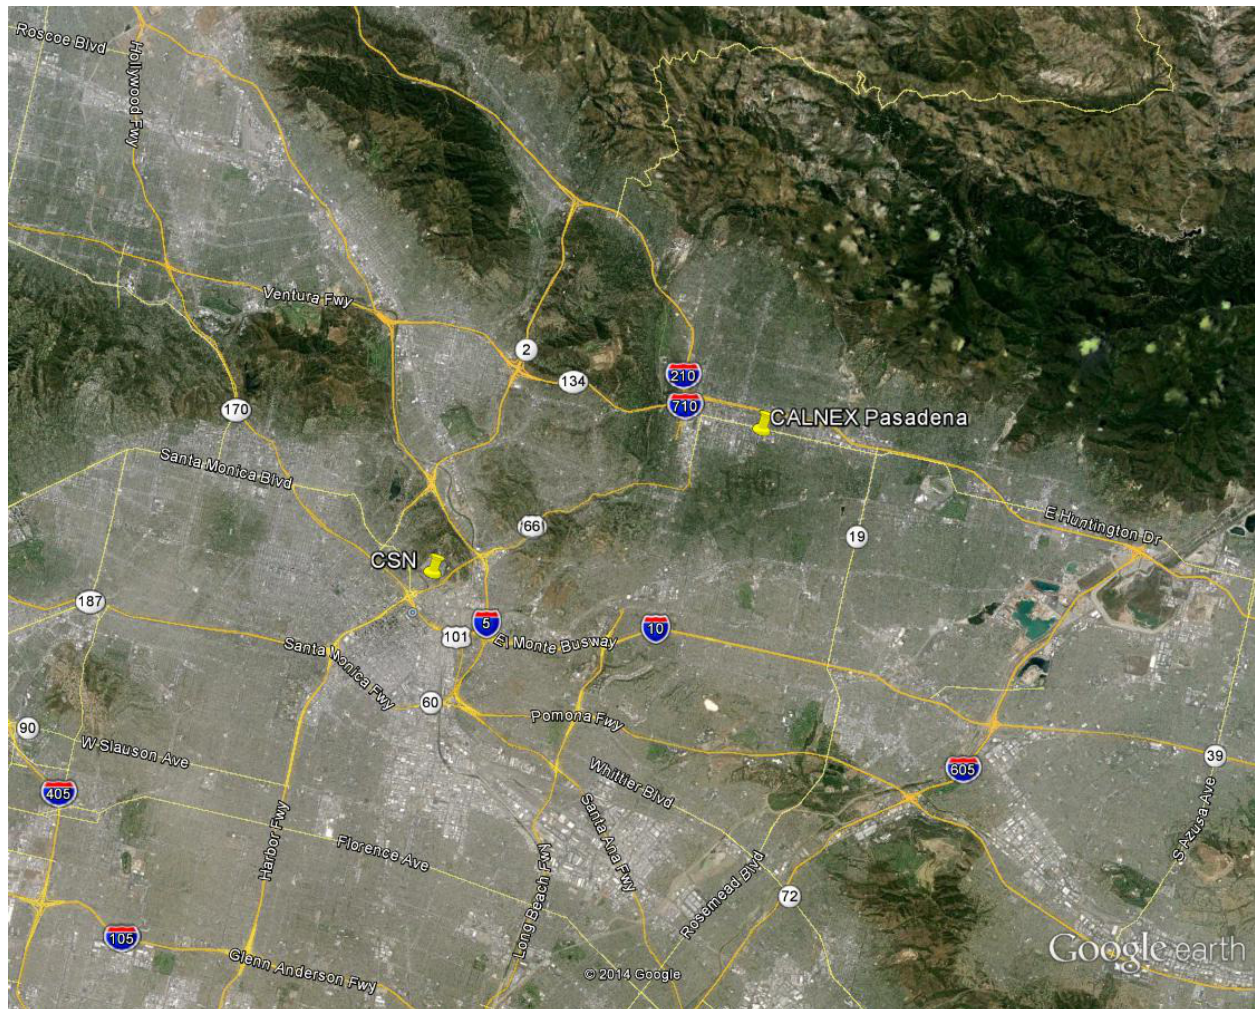 Roscoe Blvd
Hollywood Fwy
Ventura Fwy
2
134
210
710
CALNEX Pasadena
170
Santa Monica Blvd
66
19
E Huntington Dr
CSN
187
5
101
El Monte Busway
10
Santa Monica Fwy
60
Pomona Fwy
90
W Slauson Ave
405
Whittier Blvd
605
39
Harbor Fwy
Florence Ave
Santa Ana Fwy
S Azusa Ave
Long Beach Fwy
Rosemead Blvd
72
105
Glenn Anderson Fwy
© 2014 Google
Google earth